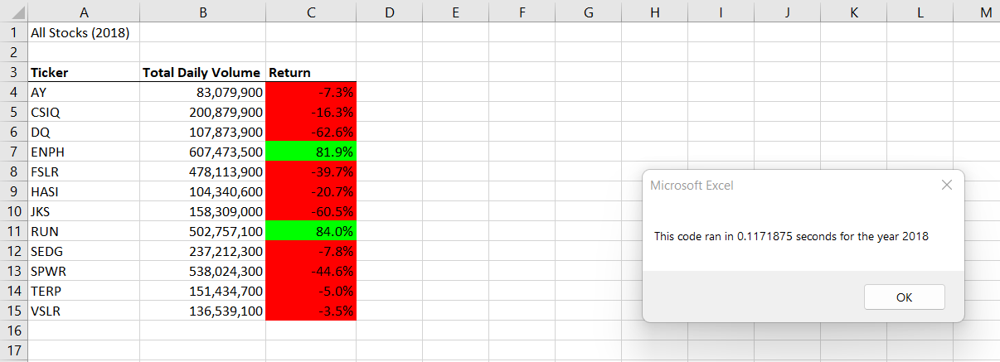 A B C D E F G H I J K L M
1 All Stocks (2018)
2
3 Ticker Total Daily Volume Return
4 AY 83,079,900 -7.3%
5 CSIQ 200,879,900 -16.3%
6 DQ 107,873,900 -62.6%
7 ENPH 607,473,500 81.9%
8 FSLR 478,113,900 -39.7%
9 HASI 104,340,600 -20.7%
10 JKS 158,309,000 -60.5%
11 RUN 502,757,100 84.0%
12 SEDG 237,212,300 -7.8%
13 SPWR 538,024,300 -44.6%
14 TERP 151,434,700 -5.0%
15 VSLR 136,539,100 -3.5%
16
17
Microsoft Excel
This code ran in 0.1171875 seconds for the year 2018
OK